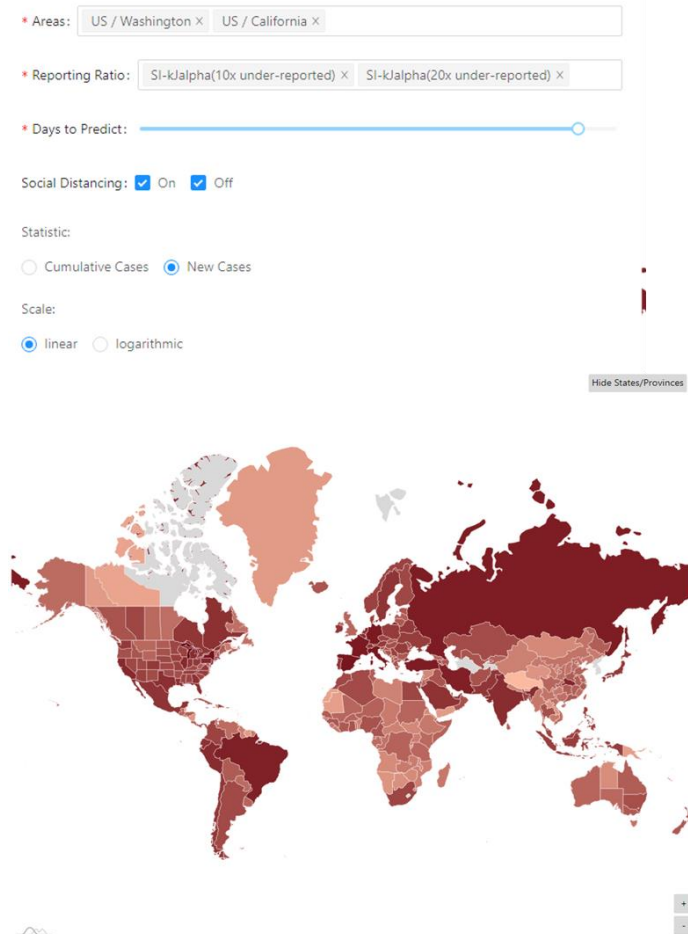 * Areas: US / Washington × US / California ×
* Reporting Ratio: SI-kJalpha(10x under-reported) × SI-kJalpha(20x under-reported) ×
* Days to Predict:
Social Distancing: On Off
Statistic:
Cumulative Cases New Cases
Scale:
linear logarithmic
Hide States/Provinces
+
-